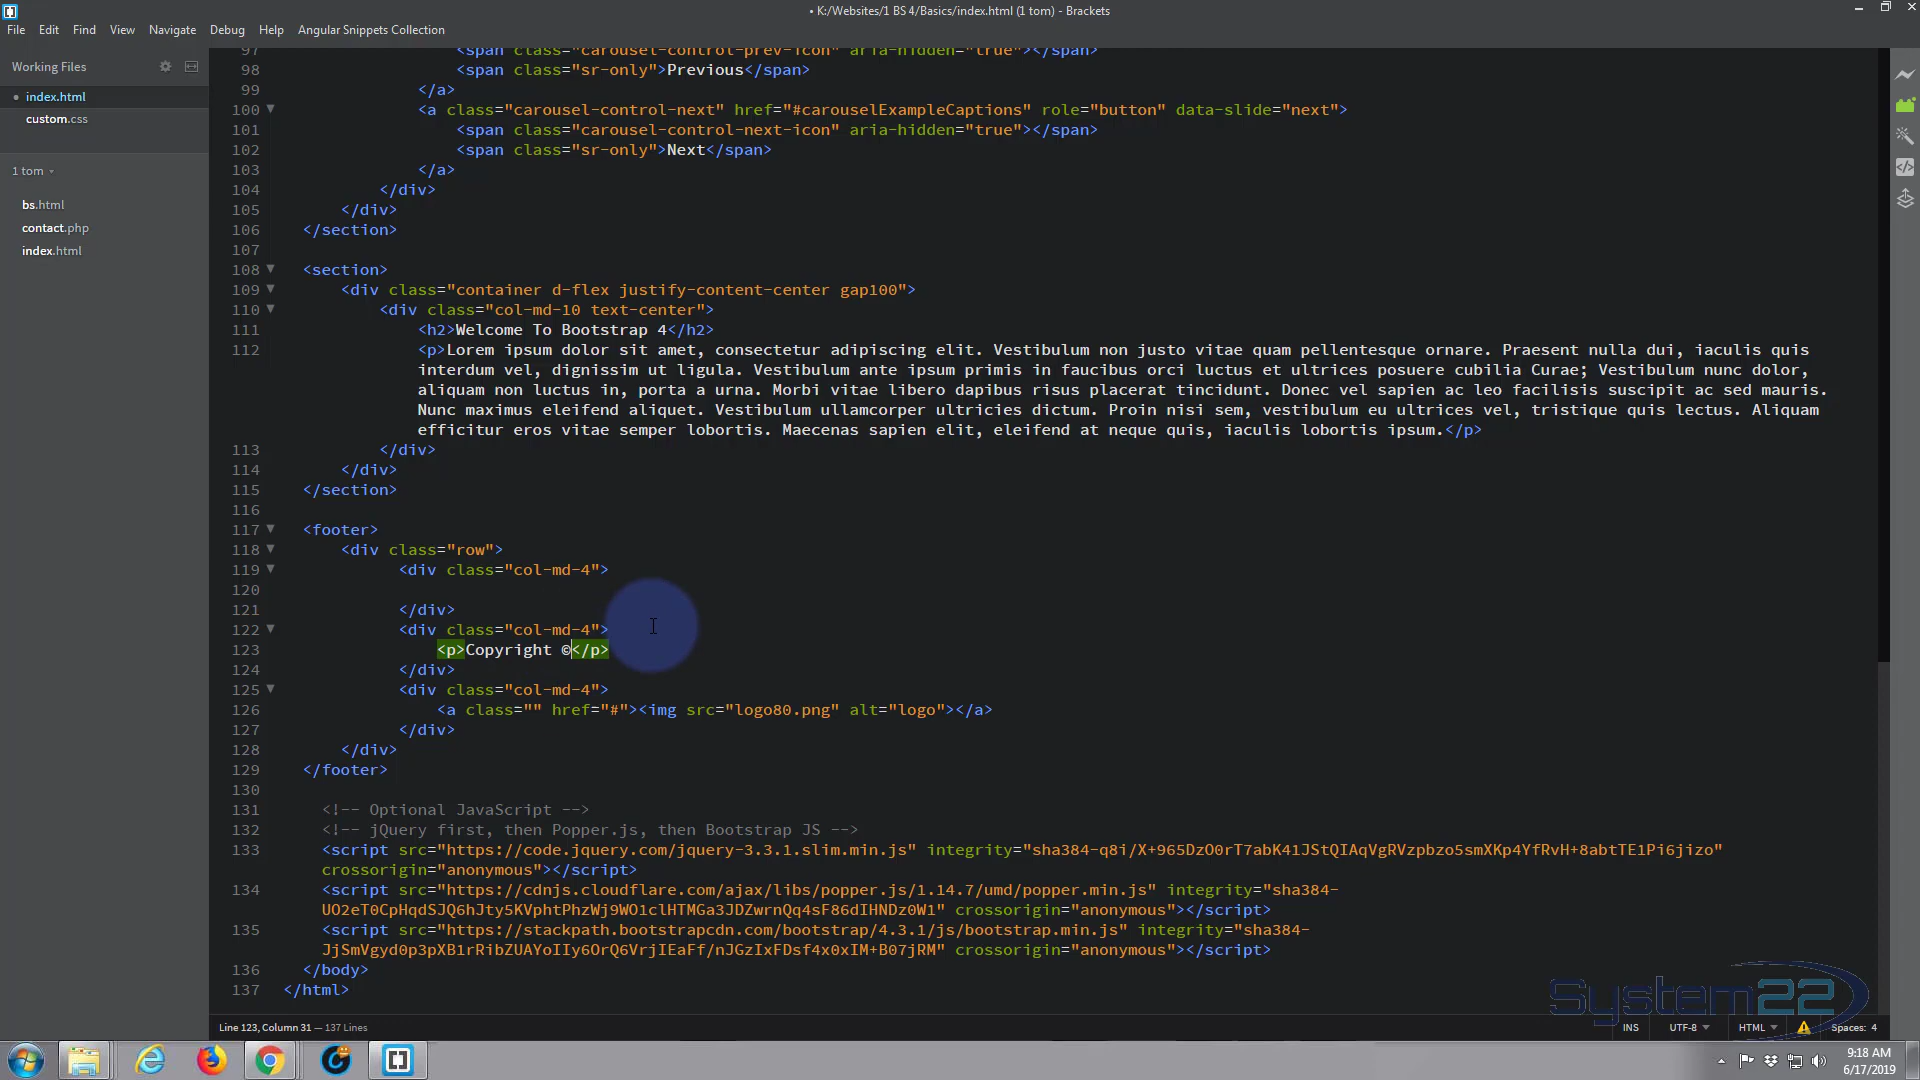 • K:/Websites/1 BS 4/Basics/index.html (1 tom) - Brackets
File Edit Find View Navigate Debug Help Angular Snippets Collection
Working Files
• index.html
custom.css
1 tom
bs.html
contact.php
index.html
97 <span class="carousel-control-prev-icon" aria-hidden="true"></span>
98 <span class="sr-only">Previous</span>
99 </a>
100 <a class="carousel-control-next" href="#carouselExampleCaptions" role="button" data-slide="next">
101 <span class="carousel-control-next-icon" aria-hidden="true"></span>
102 <span class="sr-only">Next</span>
103 </a>
104 </div>
105 </div>
106 </section>
107
108 <section>
109 <div class="container d-flex justify-content-center gap100">
110 <div class="col-md-10 text-center">
111 <h2>Welcome To Bootstrap 4</h2>
112 <p>Lorem ipsum dolor sit amet, consectetur adipiscing elit. Vestibulum non justo vitae quam pellentesque ornare. Praesent nulla dui, iaculis quis
interdum vel, dignissim ut ligula. Vestibulum ante ipsum primis in faucibus orci luctus et ultrices posuere cubilia Curae; Vestibulum nunc dolor,
aliquam non luctus in, porta a urna. Morbi vitae libero dapibus risus placerat tincidunt. Donec vel sapien ac leo facilisis suscipit ac sed mauris.
Nunc maximus eleifend aliquet. Vestibulum ullamcorper ultricies dictum. Proin nisi sem, vestibulum eu ultrices vel, tristique quis lectus. Aliquam
efficitur eros vitae semper lobortis. Maecenas sapien elit, eleifend at neque quis, iaculis lobortis ipsum.</p>
113 </div>
114 </div>
115 </section>
116
117 <footer>
118 <div class="row">
119 <div class="col-md-4">
120
121 </div>
122 <div class="col-md-4">
123 <p>Copyright ©</p>
124 </div>
125 <div class="col-md-4">
126 <a class="" href="#"><img src="logo80.png" alt="logo"></a>
127 </div>
128 </div>
129 </footer>
130
131 <!-- Optional JavaScript -->
132 <!-- jQuery first, then Popper.js, then Bootstrap JS -->
133 <script src="https://code.jquery.com/jquery-3.3.1.slim.min.js" integrity="sha384-q8i/X+965DzO0rT7abK41JStQIAqVgRVzpbzo5smXKp4YfRvH+8abtTE1Pi6jizo"
crossorigin="anonymous"></script>
134 <script src="https://cdnjs.cloudflare.com/ajax/libs/popper.js/1.14.7/umd/popper.min.js" integrity="sha384-
UO2eT0CpHqdSJQ6hJty5KVphtPhzWj9WO1clHTMGa3JDZwrnQq4sF86dIHNDz0W1" crossorigin="anonymous"></script>
135 <script src="https://stackpath.bootstrapcdn.com/bootstrap/4.3.1/js/bootstrap.min.js" integrity="sha384-
JjSmVgyd0p3pXB1rRibZUAYoIIy6OrQ6VrjIEaFf/nJGzIxFDsf4x0xIM+B07jRM" crossorigin="anonymous"></script>
136 </body>
137 </html>
System22
Line 123, Column 31 — 137 Lines
INS UTF-8 HTML Spaces: 4
9:18 AM
6/17/2019